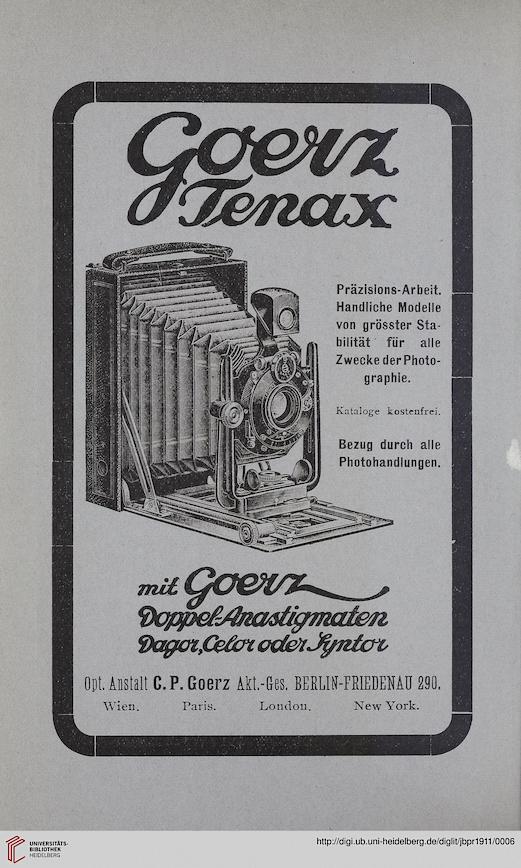 Goerz
Tenax
Präzisions-Arbeit.
Handliche Modelle
von grösster Sta-
bilität für alle
Zwecke der Photo-
graphie.
Kataloge kostenfrei.
Bezug durch alle
Photohandlungen.
mit Goerz
Doppel-Anastigmaten
Dagor, Celor oder Syntor
Opt. Anstalt C. P. Goerz Akt.-Ges. BERLIN-FRIEDENAU 290.
Wien. Paris. London. New York.
UNIVERSITÄTS-
BIBLIOTHEK
HEIDELBERG
http://digi.ub.uni-heidelberg.de/diglit/jbpr1911/0006